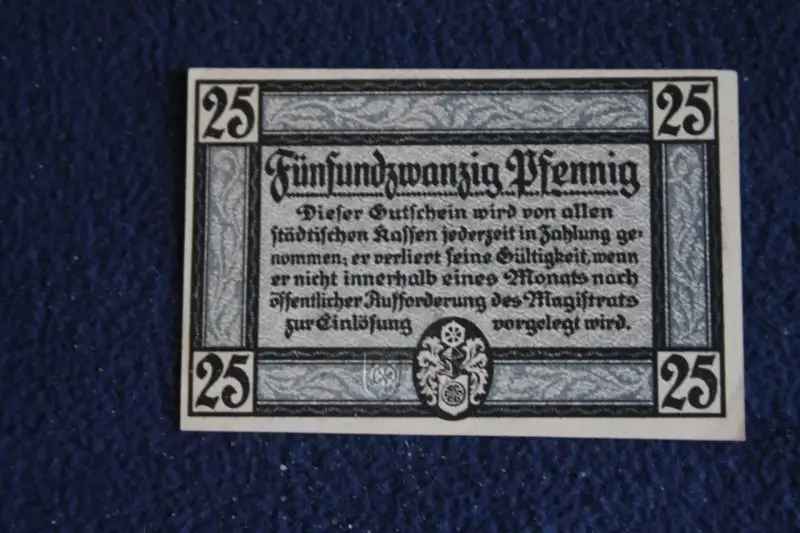 25 25
Fünfundzwanzig Pfennig
Dieser Gutschein wird von allen
städtischen Kassen jederzeit in Zahlung ge-
nommen; er verliert seine Gültigkeit, wenn
er nicht innerhalb eines Monats nach
öffentlicher Aufforderung des Magistrats
zur Einlösung vorgelegt wird.
25 25